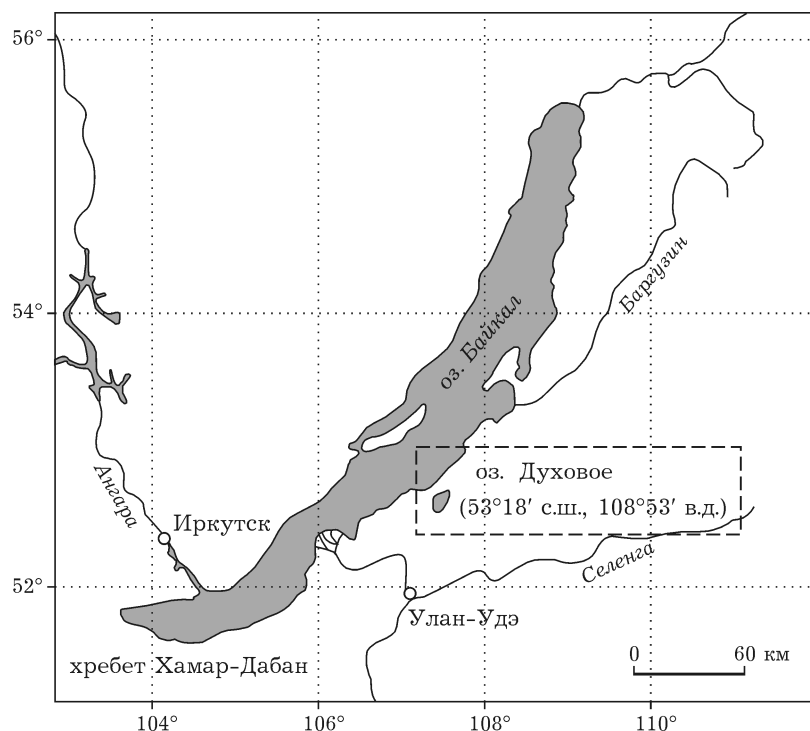 56°
Баргузин
54°
оз. Байкал
оз. Духовое
(53°18′ с.ш., 108°53′ в.д.)
Ангара
Иркутск
Селенга
52°
Улан-Удэ
хребет Хамар-Дабан
0 60 км
104° 106° 108° 110°